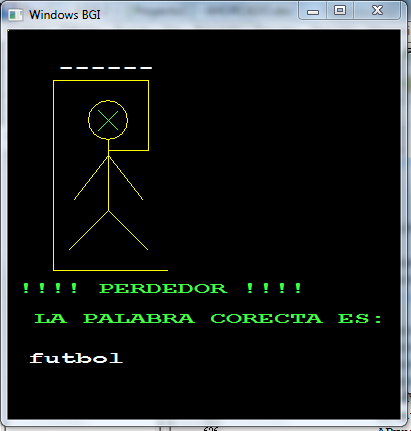 Windows BGI
------
!!!! PERDEDOR !!!!
LA PALABRA CORECTA ES:
futbol